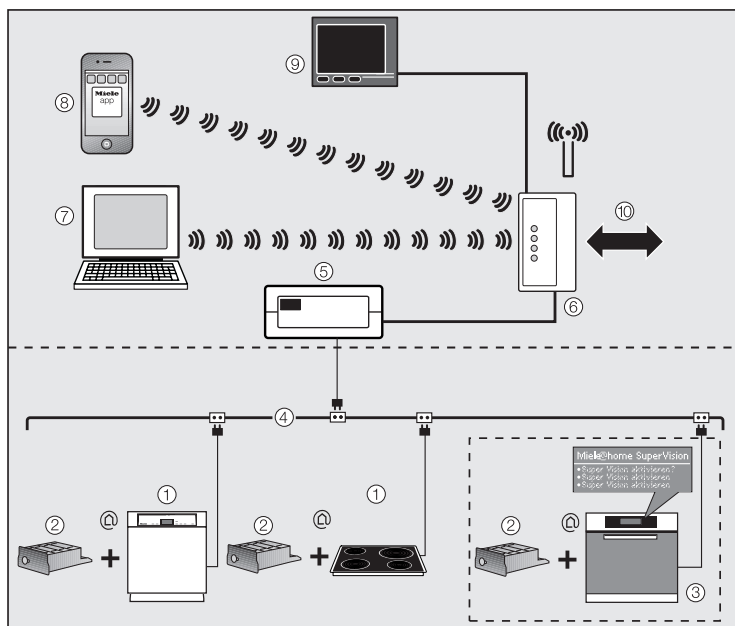 ⑨
⑧
Miele
app
⑩
⑦
⑤
⑥
④
Miele@home SuperVision
•Super Vision aktivieren?
•Super Vision aktivieren
•Super Vision aktivieren
①
①
②
@
②
@
②
@
③